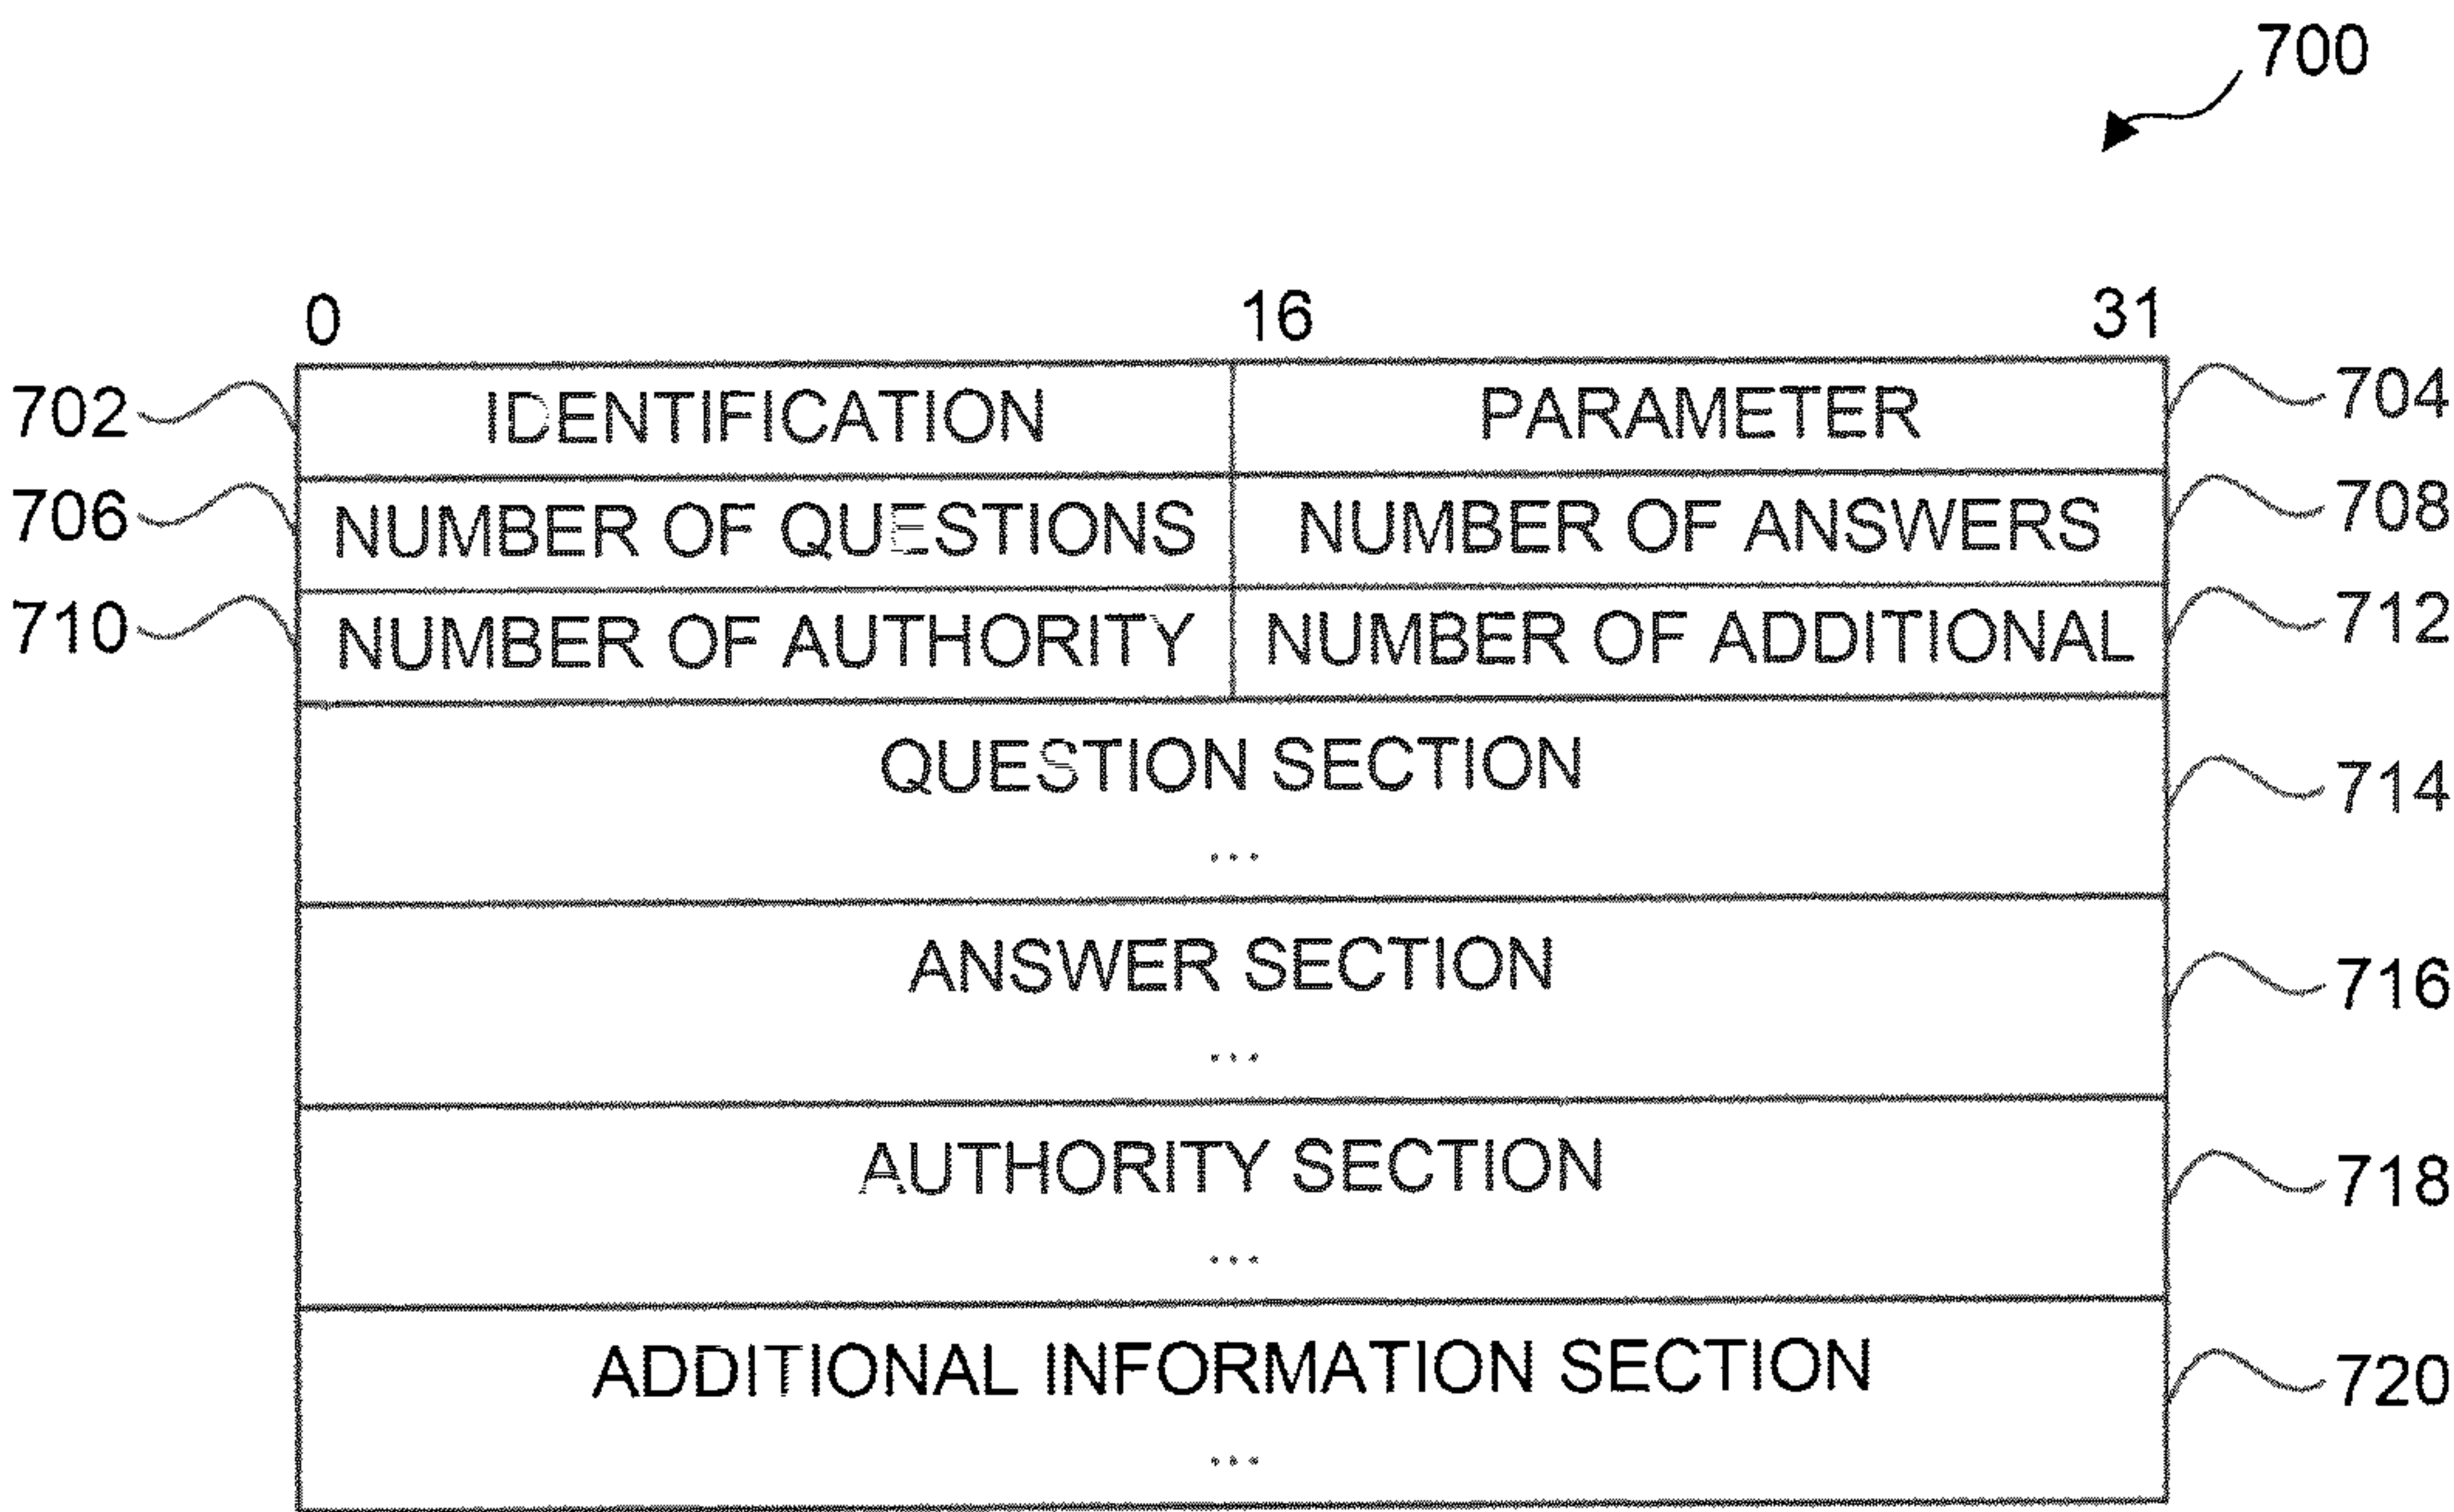 700
0 16 31
702 IDENTIFICATION PARAMETER 704
706 NUMBER OF QUESTIONS NUMBER OF ANSWERS 708
710 NUMBER OF AUTHORITY NUMBER OF ADDITIONAL 712
QUESTION SECTION 714
...
ANSWER SECTION 716
...
AUTHORITY SECTION 718
...
ADDITIONAL INFORMATION SECTION 720
...